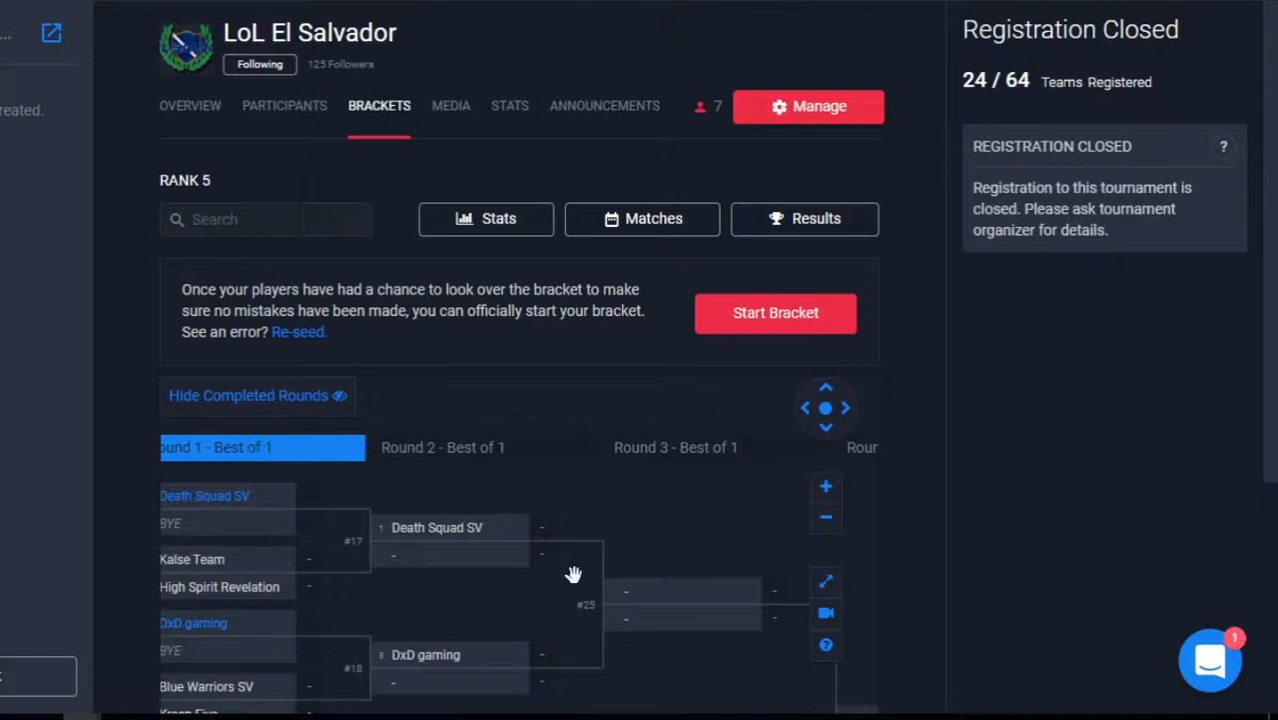 ...
reated.
LoL El Salvador
Following 125 Followers
OVERVIEW PARTICIPANTS BRACKETS MEDIA STATS ANNOUNCEMENTS 7 Manage
RANK 5
Search Stats Matches Results
Once your players have had a chance to look over the bracket to make
sure no mistakes have been made, you can officially start your bracket.
See an error? Re-seed.
Start Bracket
Hide Completed Rounds
ound 1 - Best of 1 Round 2 - Best of 1 Round 3 - Best of 1 Roun
Death Squad SV
BYE
#17
Kalse Team -
High Spirit Revelation -
1 Death Squad SV -
- -
DxD gaming
BYE
#18
Blue Warriors SV -
8 DxD gaming -
- -
#25
- -
- -
Registration Closed
24 / 64 Teams Registered
REGISTRATION CLOSED ?
Registration to this tournament is
closed. Please ask tournament
organizer for details.
1